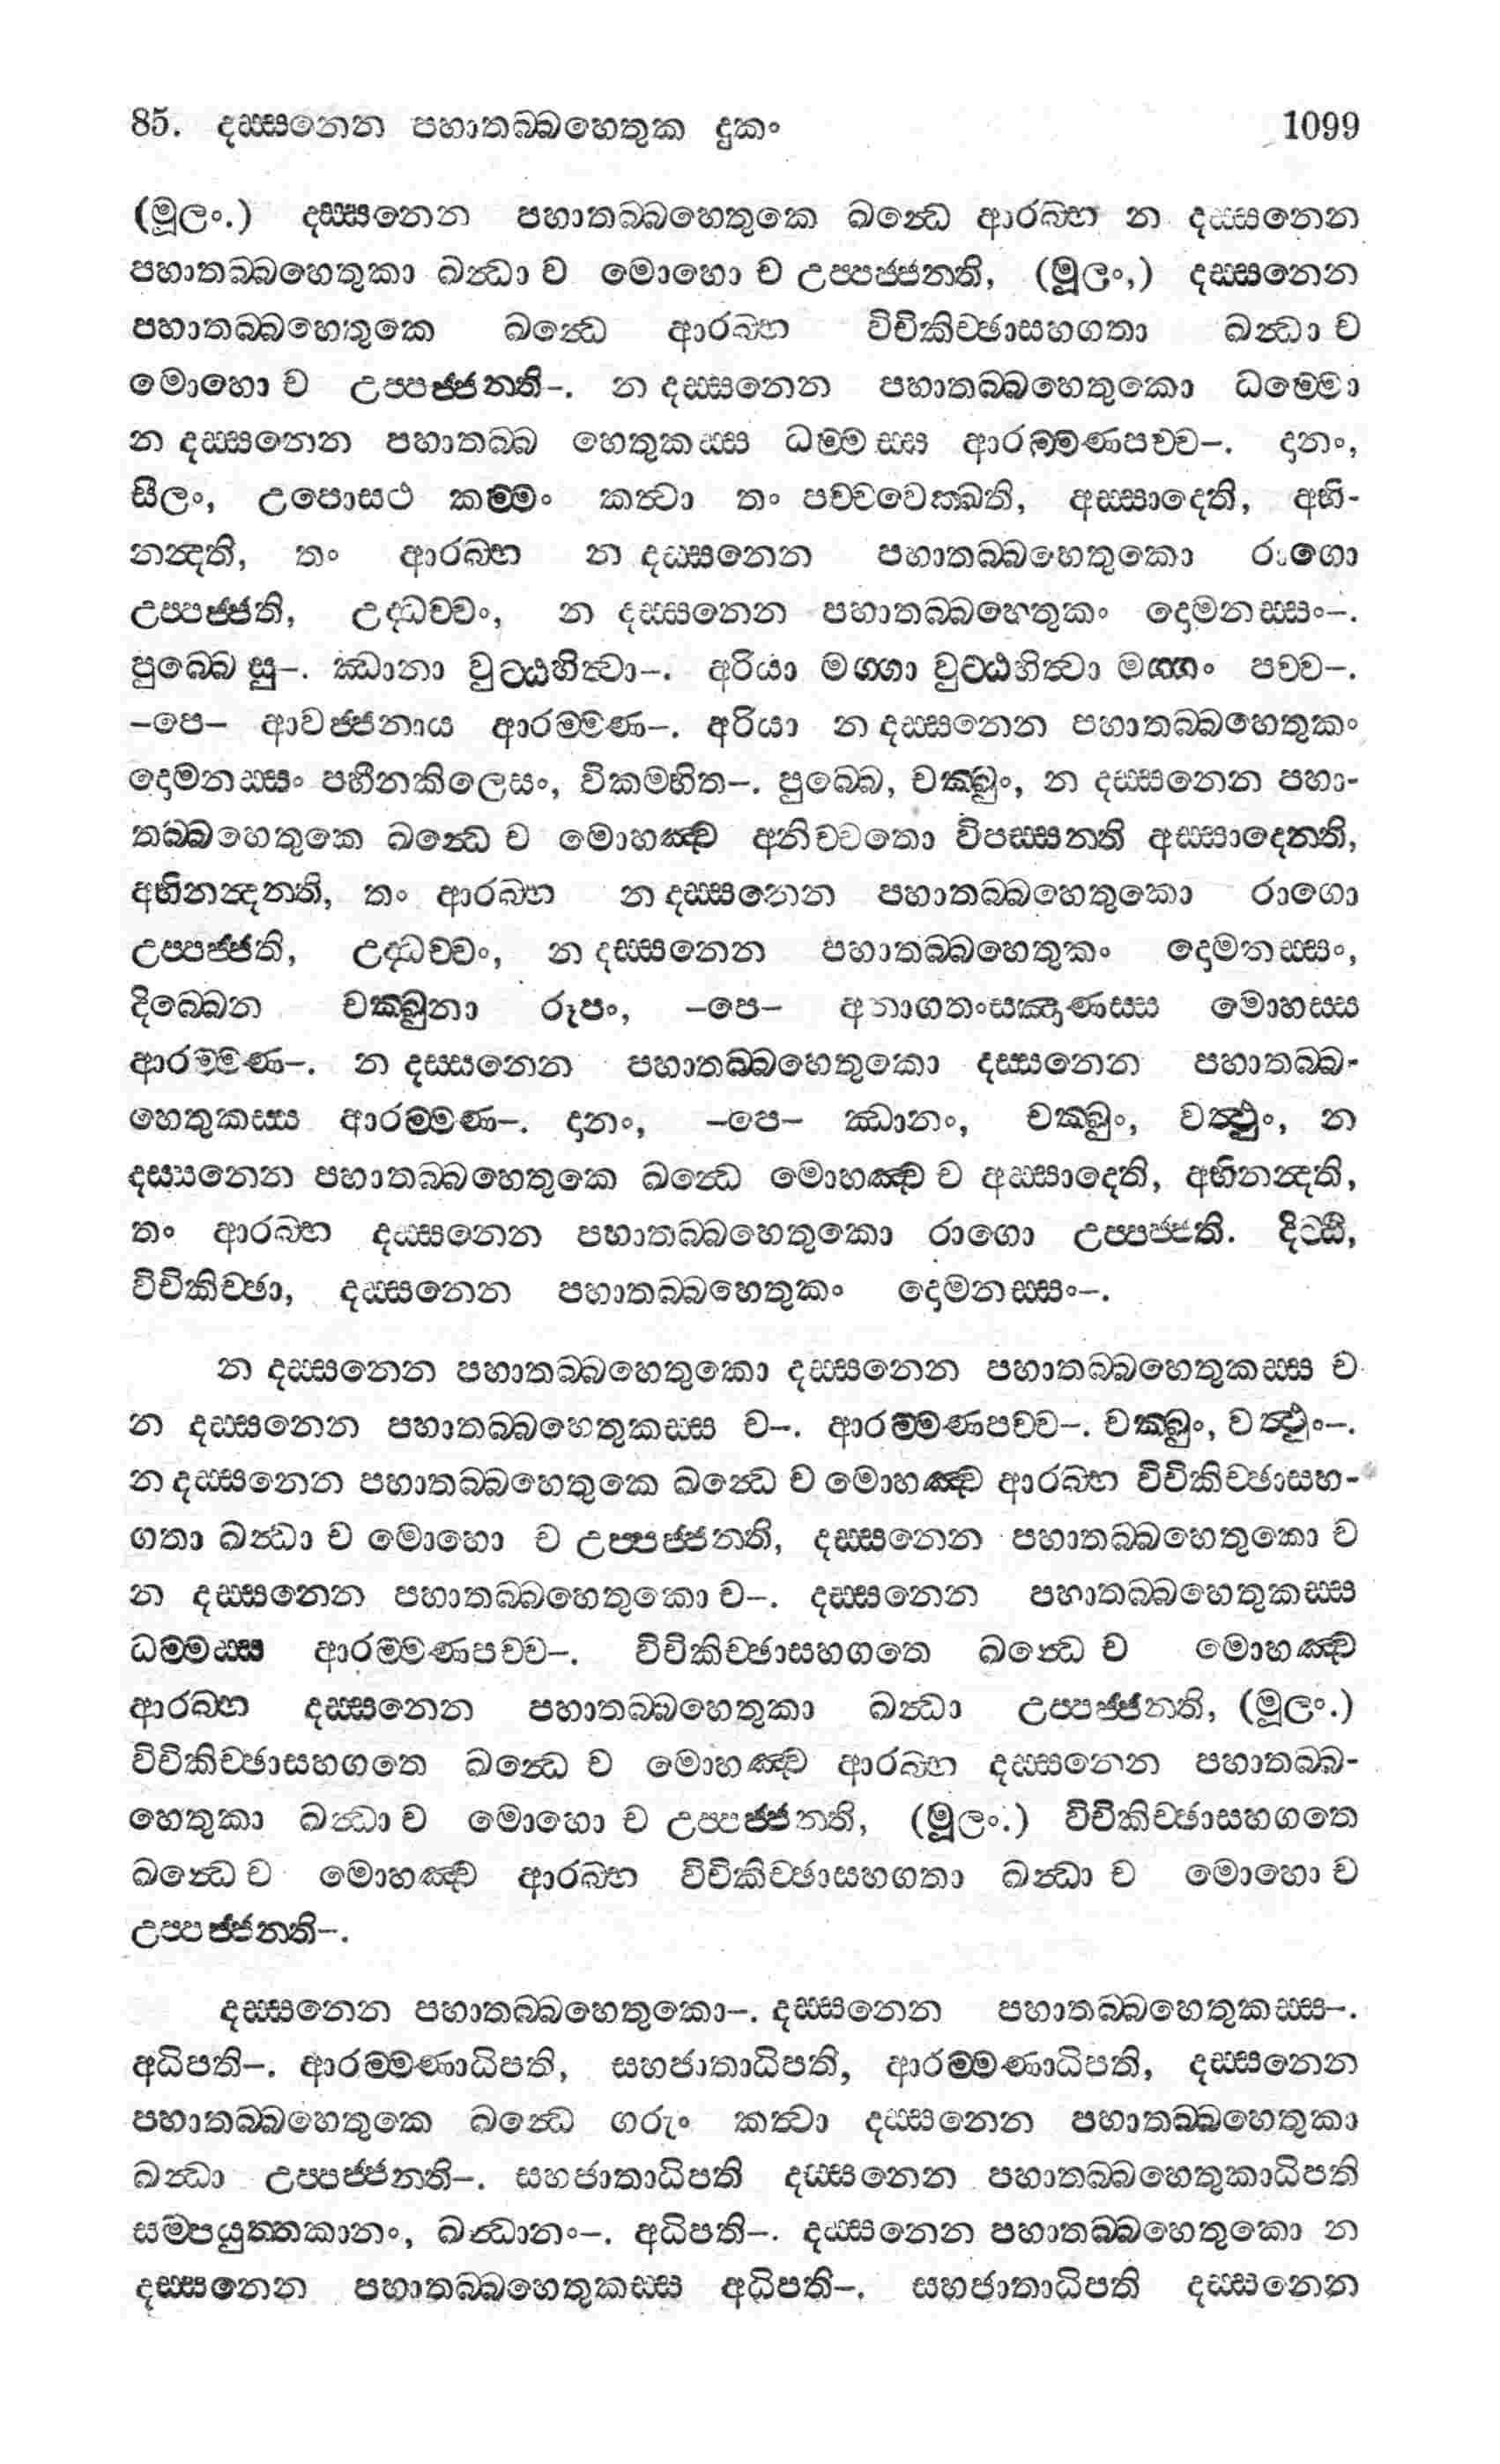 85. දස්සනෙන පහාතබ්බහෙතුක දුකං 1099
(මූලං.) දස්සනෙන පහාතබ්බහෙතුකෙ ඛන්ධෙ ආරබ්භ න දස්සනෙන
පහාතබ්බහෙතුකා ඛන්ධා ච මොහො ච උප්පජ්ජන්ති, (මූලං,) දස්සනෙන
පහාතබ්බහෙතුකෙ ඛන්ධෙ ආරබ්භ විචිකිච්ඡාසහගතා ඛන්ධා ච
මොහො ච උප්පජ්ජන්ති–. න දස්සනෙන පහාතබ්බහෙතුකො ධම්මො
න දස්සනෙන පහාතබ්බ හෙතුකස්ස ධම්මස්ස ආරම්මණපච්ච–. දානං,
සීලං, උපොසථ කම්මං කත්වා තං පච්චවෙක්ඛති, අස්සාදෙති, අභි-
නන්දති, තං ආරබ්භ න දස්සනෙන පහාතබ්බහෙතුකො රාගො
උප්පජ්ජති, උද්ධච්චං, න දස්සනෙන පහාතබ්බහෙතුකං දොමනස්සං–.
පුබ්බෙ සු–. ඣානා වුට්ඨහිත්වා–. අරියා මග්ගා වුට්ඨහිත්වා මග්ගං පච්ච–.
–පෙ– ආවජ්ජනාය ආරම්මණ–. අරියා න දස්සනෙන පහාතබ්බහෙතුකං
දොමනස්සං පහීනකිලෙසං, වික්ඛම්භිත–. පුබ්බෙ, චක්ඛුං, න දස්සනෙන පහා-
තබ්බහෙතුකෙ ඛන්ධෙ ච මොහඤ්ච අනිච්චතො විපස්සන්ති අස්සාදෙන්ති,
අභිනන්දන්ති, තං ආරබ්භ න දස්සනෙන පහාතබ්බහෙතුකො රාගො
උප්පජ්ජති, උද්ධච්චං, න දස්සනෙන පහාතබ්බහෙතුකං දොමනස්සං,
දිබ්බෙන චක්ඛුනා රූපං, –පෙ– අනාගතංසඤාණස්ස මොහස්ස
ආරම්මණ–. න දස්සනෙන පහාතබ්බහෙතුකො දස්සනෙන පහාතබ්බ-
හෙතුකස්ස ආරම්මණ–. දානං, –පෙ– ඣානං, චක්ඛුං, වත්ථුං, න
දස්සනෙන පහාතබ්බහෙතුකෙ ඛන්ධෙ මොහඤ්ච ච අස්සාදෙති, අභිනන්දති,
තං ආරබ්භ දස්සනෙන පහාතබ්බහෙතුකො රාගො උප්පජ්ජති. දිට්ඨි,
විචිකිච්ඡා, දස්සනෙන පහාතබ්බහෙතුකං දොමනස්සං–.
න දස්සනෙන පහාතබ්බහෙතුකො දස්සනෙන පහාතබ්බහෙතුකස්ස ච
න දස්සනෙන පහාතබ්බහෙතුකස්ස ච–. ආරම්මණපච්ච–. චක්ඛුං, වත්ථුං–.
න දස්සනෙන පහාතබ්බහෙතුකෙ ඛන්ධෙ ච මොහඤ්ච ආරබ්භ විචිකිච්ඡාසහ-
ගතා ඛන්ධා ච මොහො ච උප්පජ්ජන්ති, දස්සනෙන පහාතබ්බහෙතුකො ච
න දස්සනෙන පහාතබ්බහෙතුකො ච–. දස්සනෙන පහාතබ්බහෙතුකස්ස
ධම්මස්ස ආරම්මණපච්ච–. විචිකිච්ඡාසහගතෙ ඛන්ධෙ ච මොහඤ්ච
ආරබ්භ දස්සනෙන පහාතබ්බහෙතුකා ඛන්ධා උප්පජ්ජන්ති, (මූලං.)
විචිකිච්ඡාසහගතෙ ඛන්ධෙ ච මොහඤ්ච ආරබ්භ දස්සනෙන පහාතබ්බ-
හෙතුකා ඛන්ධා ච මොහො ච උප්පජ්ජන්ති, (මූලං.) විචිකිච්ඡාසහගතෙ
ඛන්ධෙ ච මොහඤ්ච ආරබ්භ විචිකිච්ඡාසහගතා ඛන්ධා ච මොහො ච
උප්පජ්ජන්ති–.
දස්සනෙන පහාතබ්බහෙතුකො–. දස්සනෙන පහාතබ්බහෙතුකස්ස–.
අධිපති–. ආරම්මණාධිපති, සහජාතාධිපති, ආරම්මණාධිපති, දස්සනෙන
පහාතබ්බහෙතුකෙ ඛන්ධෙ ගරුං කත්වා දස්සනෙන පහාතබ්බහෙතුකා
ඛන්ධා උප්පජ්ජන්ති–. සහජාතාධිපති දස්සනෙන පහාතබ්බහෙතුකාධිපති
සම්පයුත්තකානං, ඛන්ධානං–. අධිපති–. දස්සනෙන පහාතබ්බහෙතුකො න
දස්සනෙන පහාතබ්බහෙතුකස්ස අධිපති–. සහජාතාධිපති දස්සනෙන